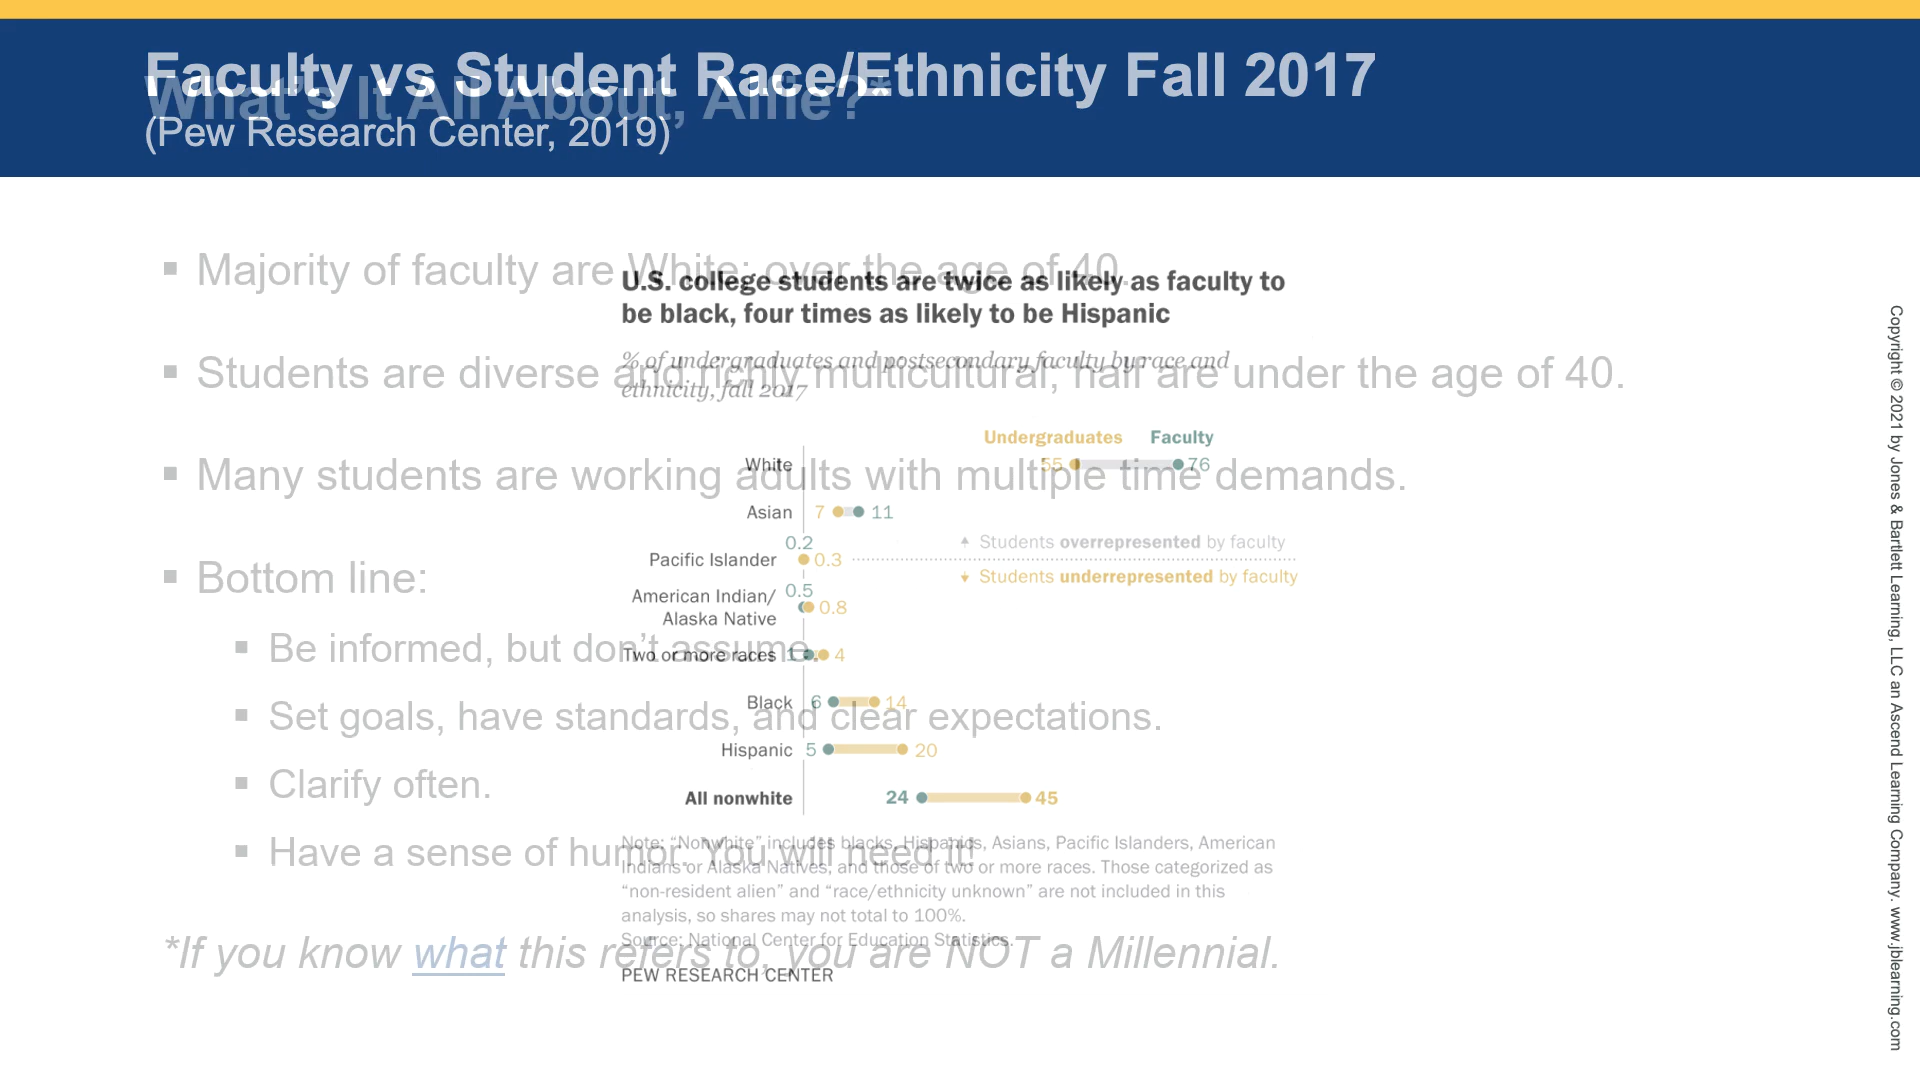 Faculty vs Student Race/Ethnicity Fall 2017
(Pew Research Center, 2019)
What's It All About, Alfie?*
▪ Majority of faculty are White; over the age of 40.
▪ Students are diverse and richly multicultural, half are under the age of 40.
▪ Many students are working adults with multiple time demands.
▪ Bottom line:
▪ Be informed, but don't assume.
▪ Set goals, have standards, and clear expectations.
▪ Clarify often.
▪ Have a sense of humor. You will need it!
*If you know what this refers to, you are NOT a Millennial.
U.S. college students are twice as likely as faculty to
be black, four times as likely to be Hispanic
% of undergraduates and postsecondary faculty by race and
ethnicity, fall 2017
Undergraduates Faculty
White 55 76
Asian 7 11
0.2
Pacific Islander 0.3
↑ Students overrepresented by faculty
↓ Students underrepresented by faculty
American Indian/ 0.5
Alaska Native 0.8
Two or more races 1 4
Black 6 14
Hispanic 5 20
All nonwhite 24 45
Note: “Nonwhite” includes blacks, Hispanics, Asians, Pacific Islanders, American
Indians or Alaska Natives, and those of two or more races. Those categorized as
“non-resident alien” and “race/ethnicity unknown” are not included in this
analysis, so shares may not total to 100%.
Source: National Center for Education Statistics.
PEW RESEARCH CENTER
Copyright © 2021 by Jones & Bartlett Learning, LLC an Ascend Learning Company. www.jblearning.com